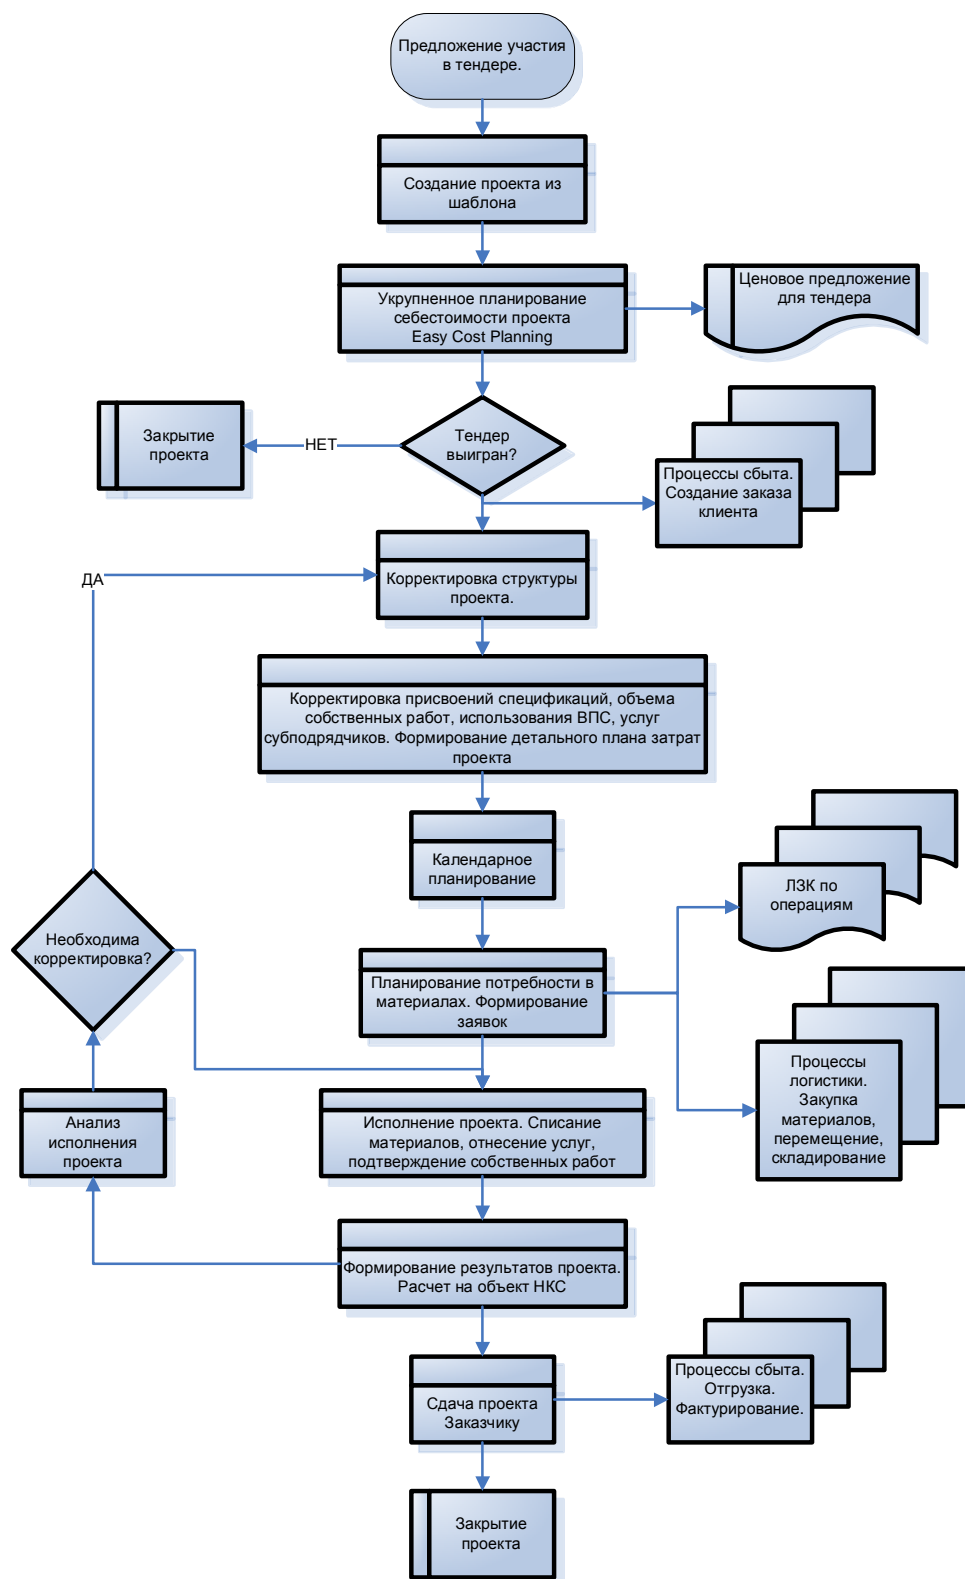 Предложение участия
в тендере.
Создание проекта из
шаблона
Укрупненное планирование
себестоимости проекта
Easy Cost Planning
Ценовое предложение
для тендера
Закрытие
проекта
НЕТ
Тендер
выигран?
Процессы сбыта.
Создание заказа
клиента
ДА
Корректировка структуры
проекта.
Корректировка присвоений спецификаций, объема
собственных работ, использования ВПС, услуг
субподрядчиков. Формирование детального плана затрат
проекта
Календарное
планирование
ЛЗК по
операциям
Необходима
корректировка?
Планирование потребности в
материалах. Формирование
заявок
Процессы
логистики.
Закупка
материалов,
перемещение,
складирование
Анализ
исполнения
проекта
Исполнение проекта. Списание
материалов, отнесение услуг,
подтверждение собственных работ
Формирование результатов проекта.
Расчет на объект НКС
Сдача проекта
Заказчику
Процессы сбыта.
Отгрузка.
Фактурирование.
Закрытие
проекта